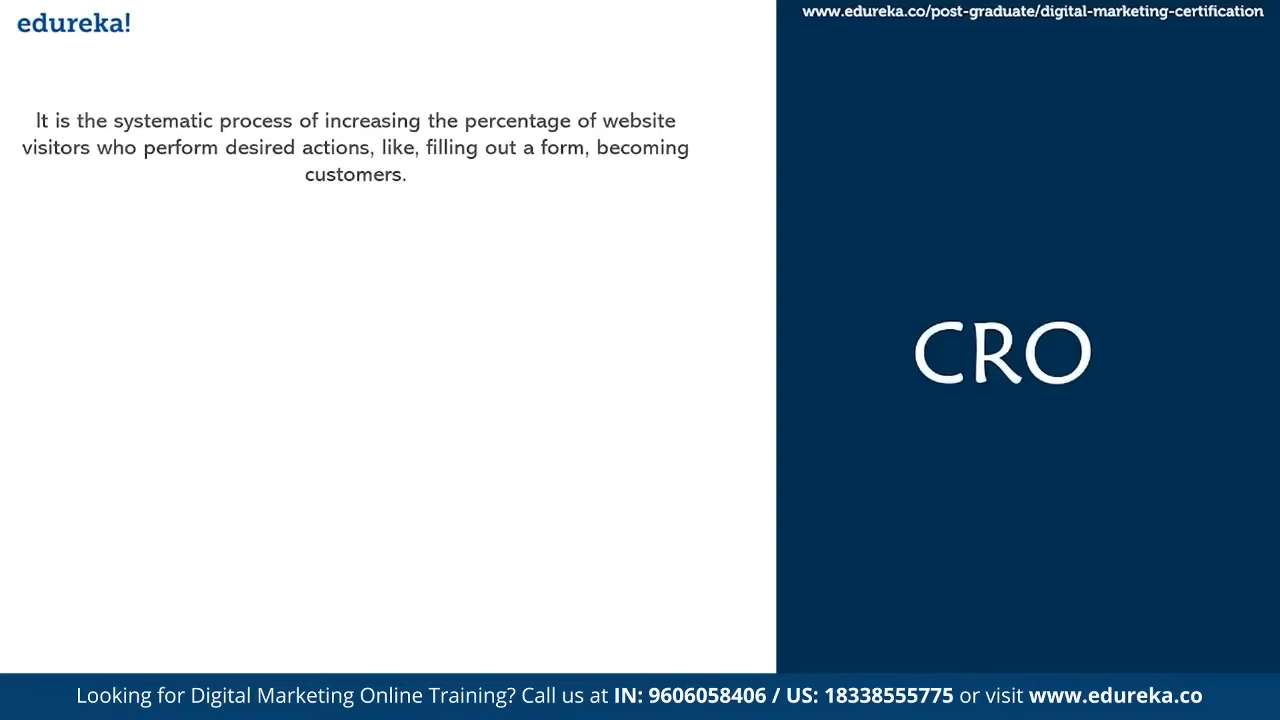 edureka!
www.edureka.co/post-graduate/digital-marketing-certification
It is the systematic process of increasing the percentage of website
visitors who perform desired actions, like, filling out a form, becoming
customers.
CRO
Looking for Digital Marketing Online Training? Call us at IN: 9606058406 / US: 18338555775 or visit www.edureka.co